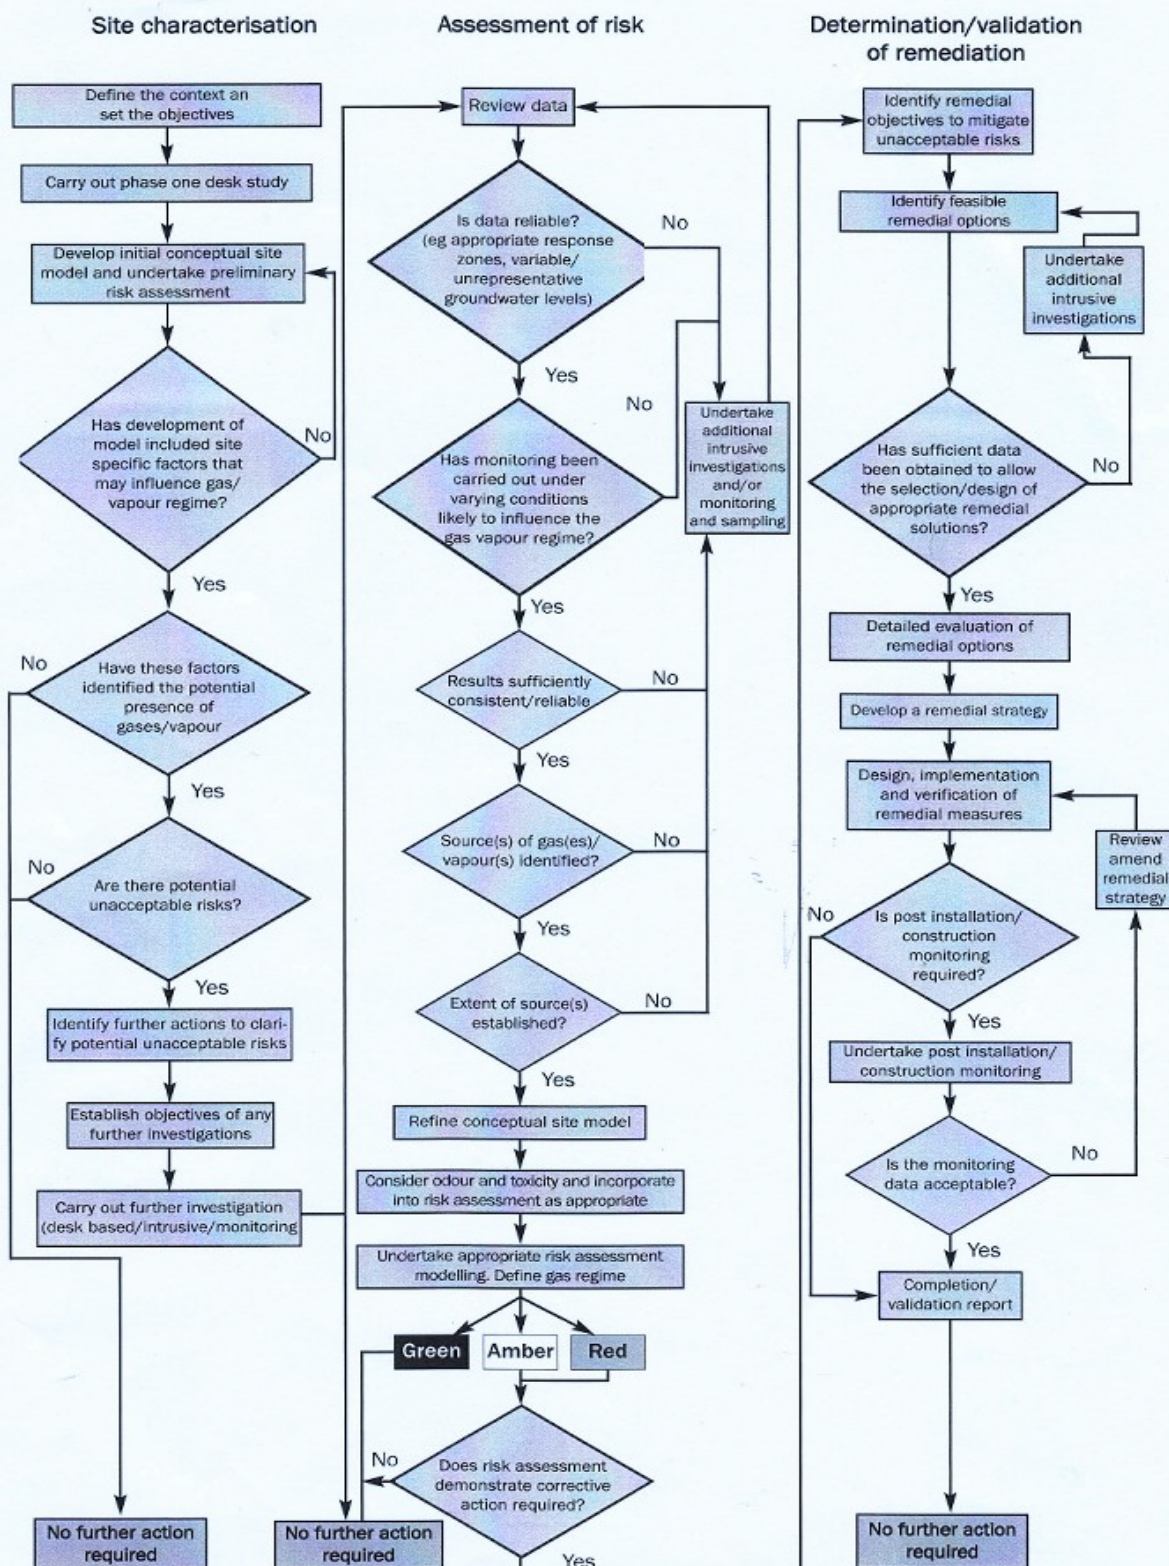 Site characterisation
Define the context an
set the objectives
Carry out phase one desk study
Develop initial conceptual site
model and undertake preliminary
risk assessment
Has development of
model included site
specific factors that
may influence gas/
vapour regime?
No
Yes
Have these factors
identified the potential
presence of
gases/vapour
No
Yes
Are there potential
unacceptable risks?
No
Yes
Identify further actions to clari-
fy potential unacceptable risks
Establish objectives of any
further investigations
Carry out further investigation
(desk based/intrusive/monitoring
No further action
required
Assessment of risk
Review data
Is data reliable?
(eg appropriate response
zones, variable/
unrepresentative
groundwater levels)
No
Yes
Has monitoring been
carried out under
varying conditions
likely to influence the
gas vapour regime?
No
Yes
Undertake
additional
intrusive
investigations
and/or
monitoring
and sampling
Results sufficiently
consistent/reliable
No
Yes
Source(s) of gas(es)/
vapour(s) identified?
No
Yes
Extent of source(s)
established?
No
Yes
Refine conceptual site model
Consider odour and toxicity and incorporate
into risk assessment as appropriate
Undertake appropriate risk assessment
modelling. Define gas regime
Green
Amber
Red
Does risk assessment
demonstrate corrective
action required?
No
Yes
No further action
required
Determination/validation
of remediation
Identify remedial
objectives to mitigate
unacceptable risks
Identify feasible
remedial options
Undertake
additional
intrusive
investigations
Has sufficient data
been obtained to allow
the selection/design of
appropriate remedial
solutions?
No
Yes
Detailed evaluation of
remedial options
Develop a remedial strategy
Design, implementation
and verification of
remedial measures
Review
amend
remedial
strategy
Is post installation/
construction
monitoring
required?
No
Yes
Undertake post installation/
construction monitoring
Is the monitoring
data acceptable?
No
Yes
Completion/
validation report
No further action
required